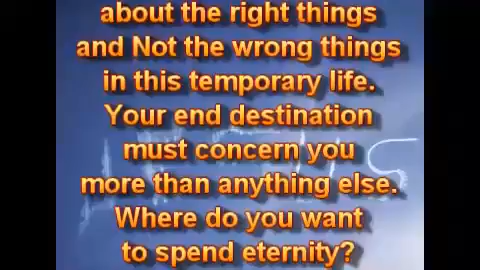 about the right things
and Not the wrong things
in this temporary life.
Your end destination
must concern you
more than anything else.
Where do you want
to spend eternity?